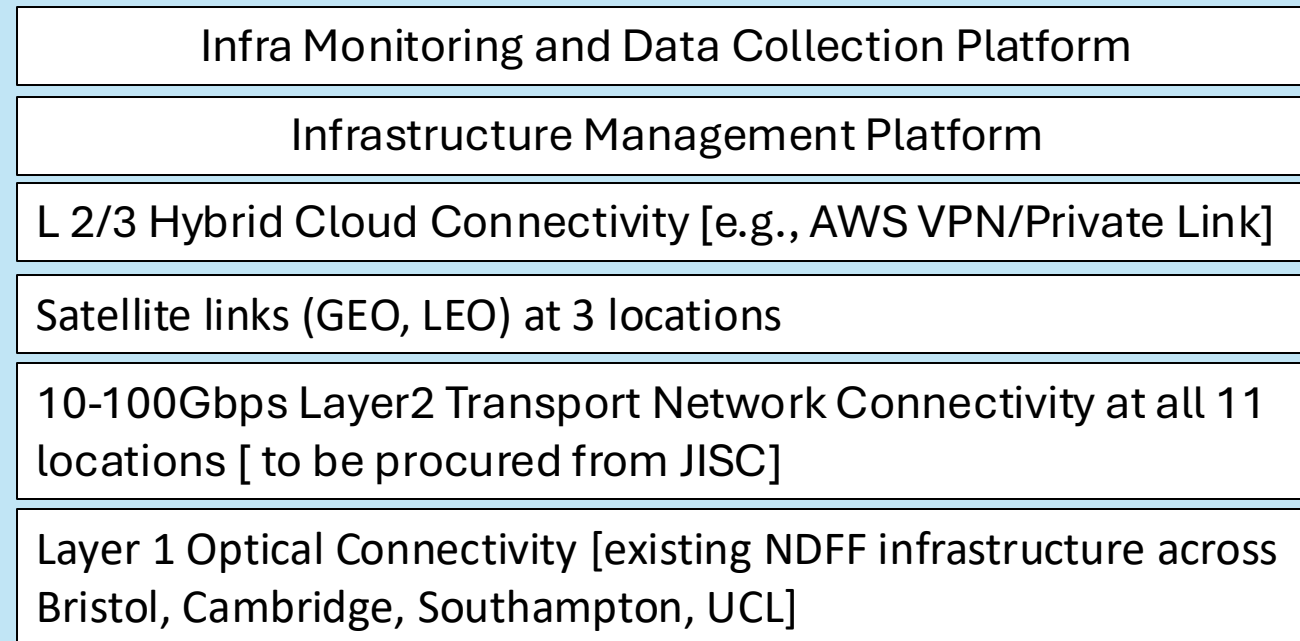 Infra Monitoring and Data Collection Platform
Infrastructure Management Platform
L 2/3 Hybrid Cloud Connectivity [e.g., AWS VPN/Private Link]
Satellite links (GEO, LEO) at 3 locations
10-100Gbps Layer2 Transport Network Connectivity at all 11
locations [ to be procured from JISC]
Layer 1 Optical Connectivity [existing NDFF infrastructure across
Bristol, Cambridge, Southampton, UCL]